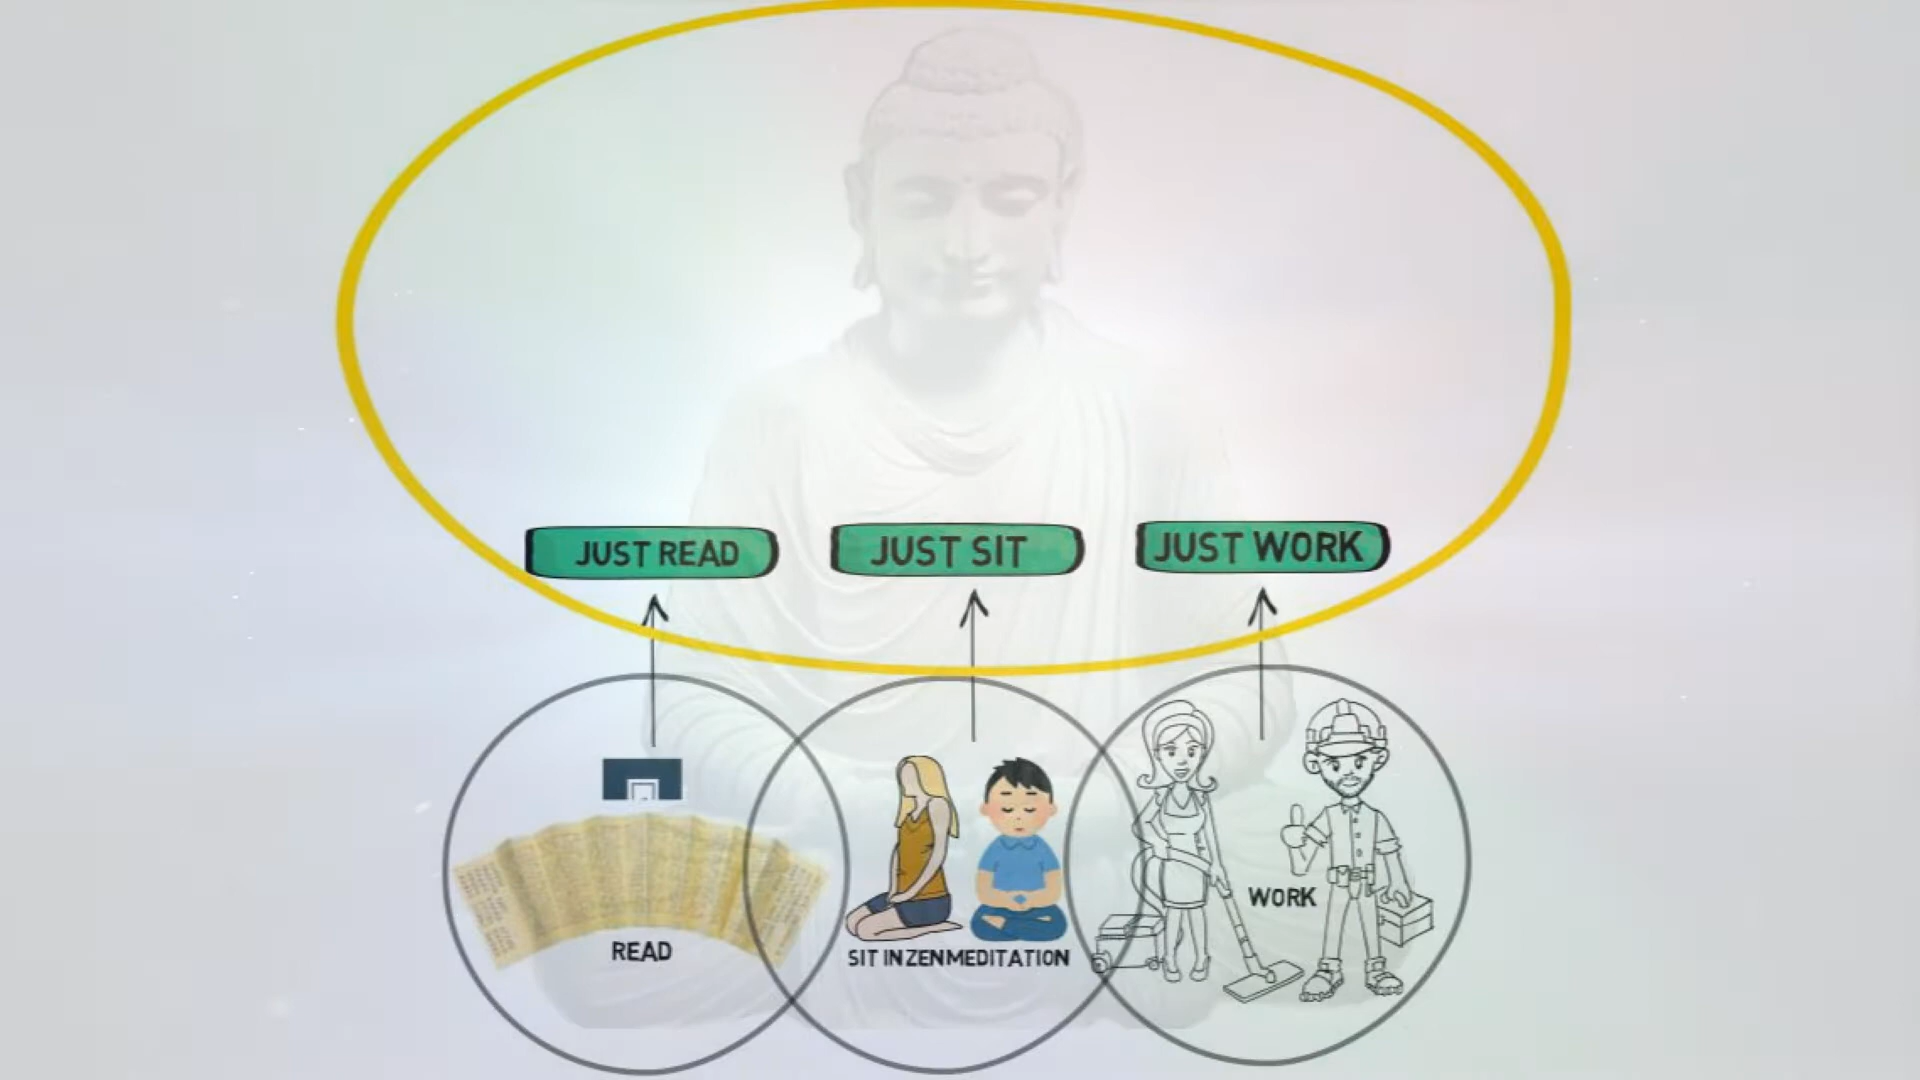 JUST READ
JUST SIT
JUST WORK
READ
SIT IN ZEN MEDITATION
WORK